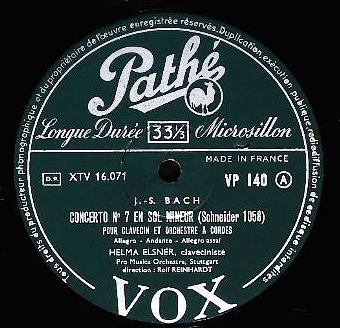 Tous droits du producteur phonographique et du propriétaire de l'œuvre enregistrée réservés. Duplication, exécution publique et radiodiffusion de ce disque interdites
Pathé
Longue Durée 33⅓ Microsillon
MADE IN FRANCE
D.R. XTV 16.071 VP 140 A
J.-S. BACH
CONCERTO N° 7 EN SOL MINEUR (Schneider 1058)
POUR CLAVECIN ET ORCHESTRE A CORDES
Allegro - Andante - Allegro assai
HELMA ELSNER, claveciniste
Pro Musica Orchestra, Stuttgart
direction : Rolf REINHARDT
VOX